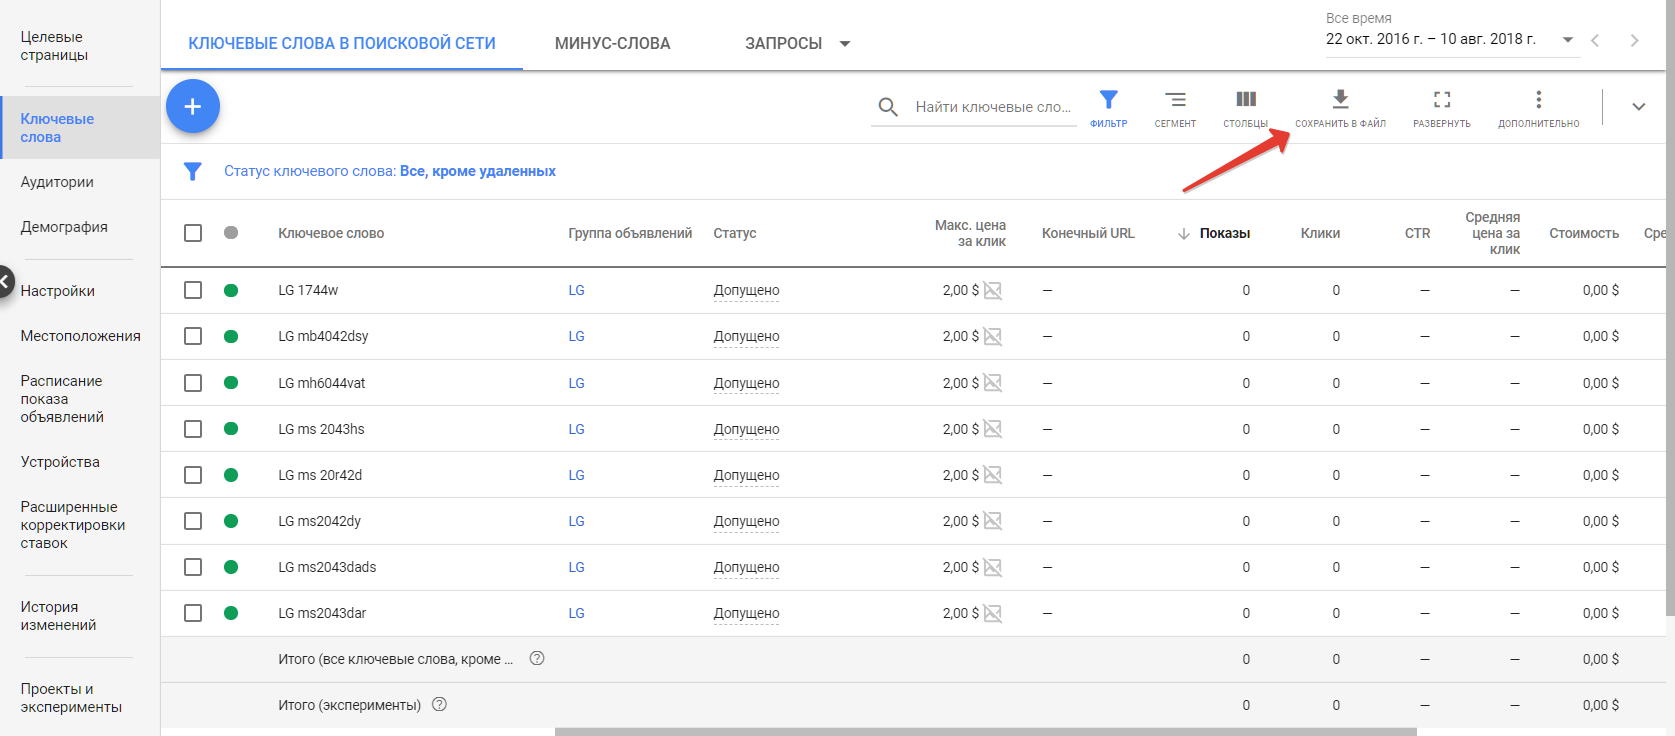 Целевые
страницы
Ключевые
слова
Аудитории
Демография
Настройки
Местоположения
Расписание
показа
объявлений
Устройства
Расширенные
корректировки
ставок
История
изменений
Проекты и
эксперименты
КЛЮЧЕВЫЕ СЛОВА В ПОИСКОВОЙ СЕТИ МИНУС-СЛОВА ЗАПРОСЫ
Все время
22 окт. 2016 г. – 10 авг. 2018 г.
+ Найти ключевые сло... ФИЛЬТР СЕГМЕНТ СТОЛБЦЫ СОХРАНИТЬ В ФАЙЛ РАЗВЕРНУТЬ ДОПОЛНИТЕЛЬНО
Статус ключевого слова: Все, кроме удаленных
Ключевое слово Группа объявлений Статус Макс. цена за клик Конечный URL Показы Клики CTR Средняя цена за клик Стоимость Сре
LG 1744w LG Допущено 2,00 $ — 0 0 — — 0,00 $
LG mb4042dsy LG Допущено 2,00 $ — 0 0 — — 0,00 $
LG mh6044vat LG Допущено 2,00 $ — 0 0 — — 0,00 $
LG ms 2043hs LG Допущено 2,00 $ — 0 0 — — 0,00 $
LG ms 20r42d LG Допущено 2,00 $ — 0 0 — — 0,00 $
LG ms2042dy LG Допущено 2,00 $ — 0 0 — — 0,00 $
LG ms2043dads LG Допущено 2,00 $ — 0 0 — — 0,00 $
LG ms2043dar LG Допущено 2,00 $ — 0 0 — — 0,00 $
Итого (все ключевые слова, кроме ... ? 0 0 — — 0,00 $
Итого (эксперименты) ? 0 0 — — 0,00 $